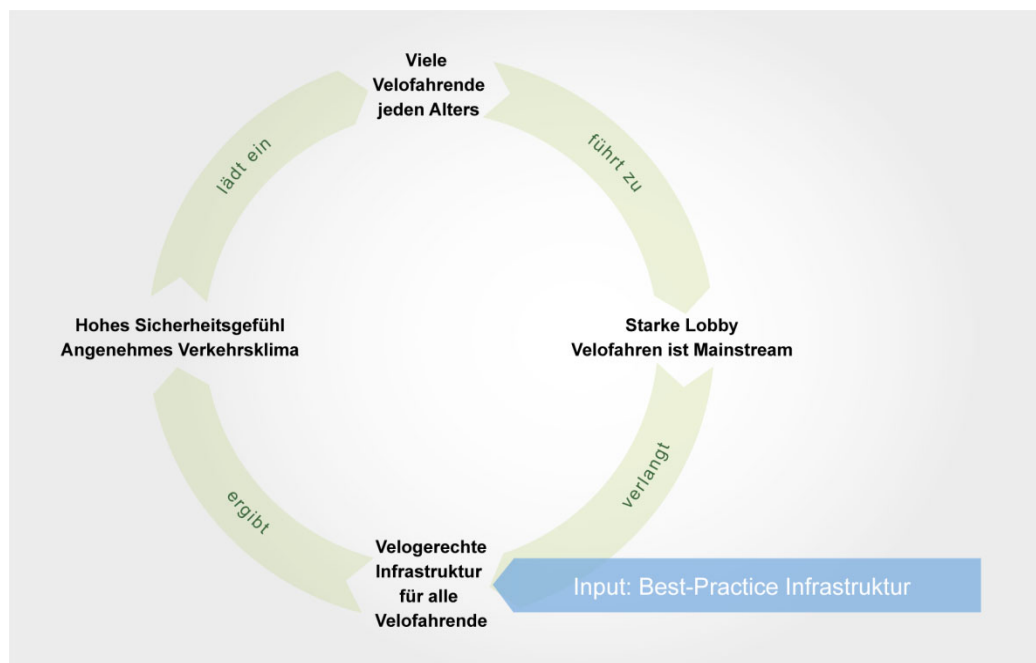 Viele
Velofahrende
jeden Alters
führt zu
Starke Lobby
Velofahren ist Mainstream
verlangt
Velogerechte
Infrastruktur
für alle
Velofahrende
Input: Best-Practice Infrastruktur
ergibt
Hohes Sicherheitsgefühl
Angenehmes Verkehrsklima
lädt ein